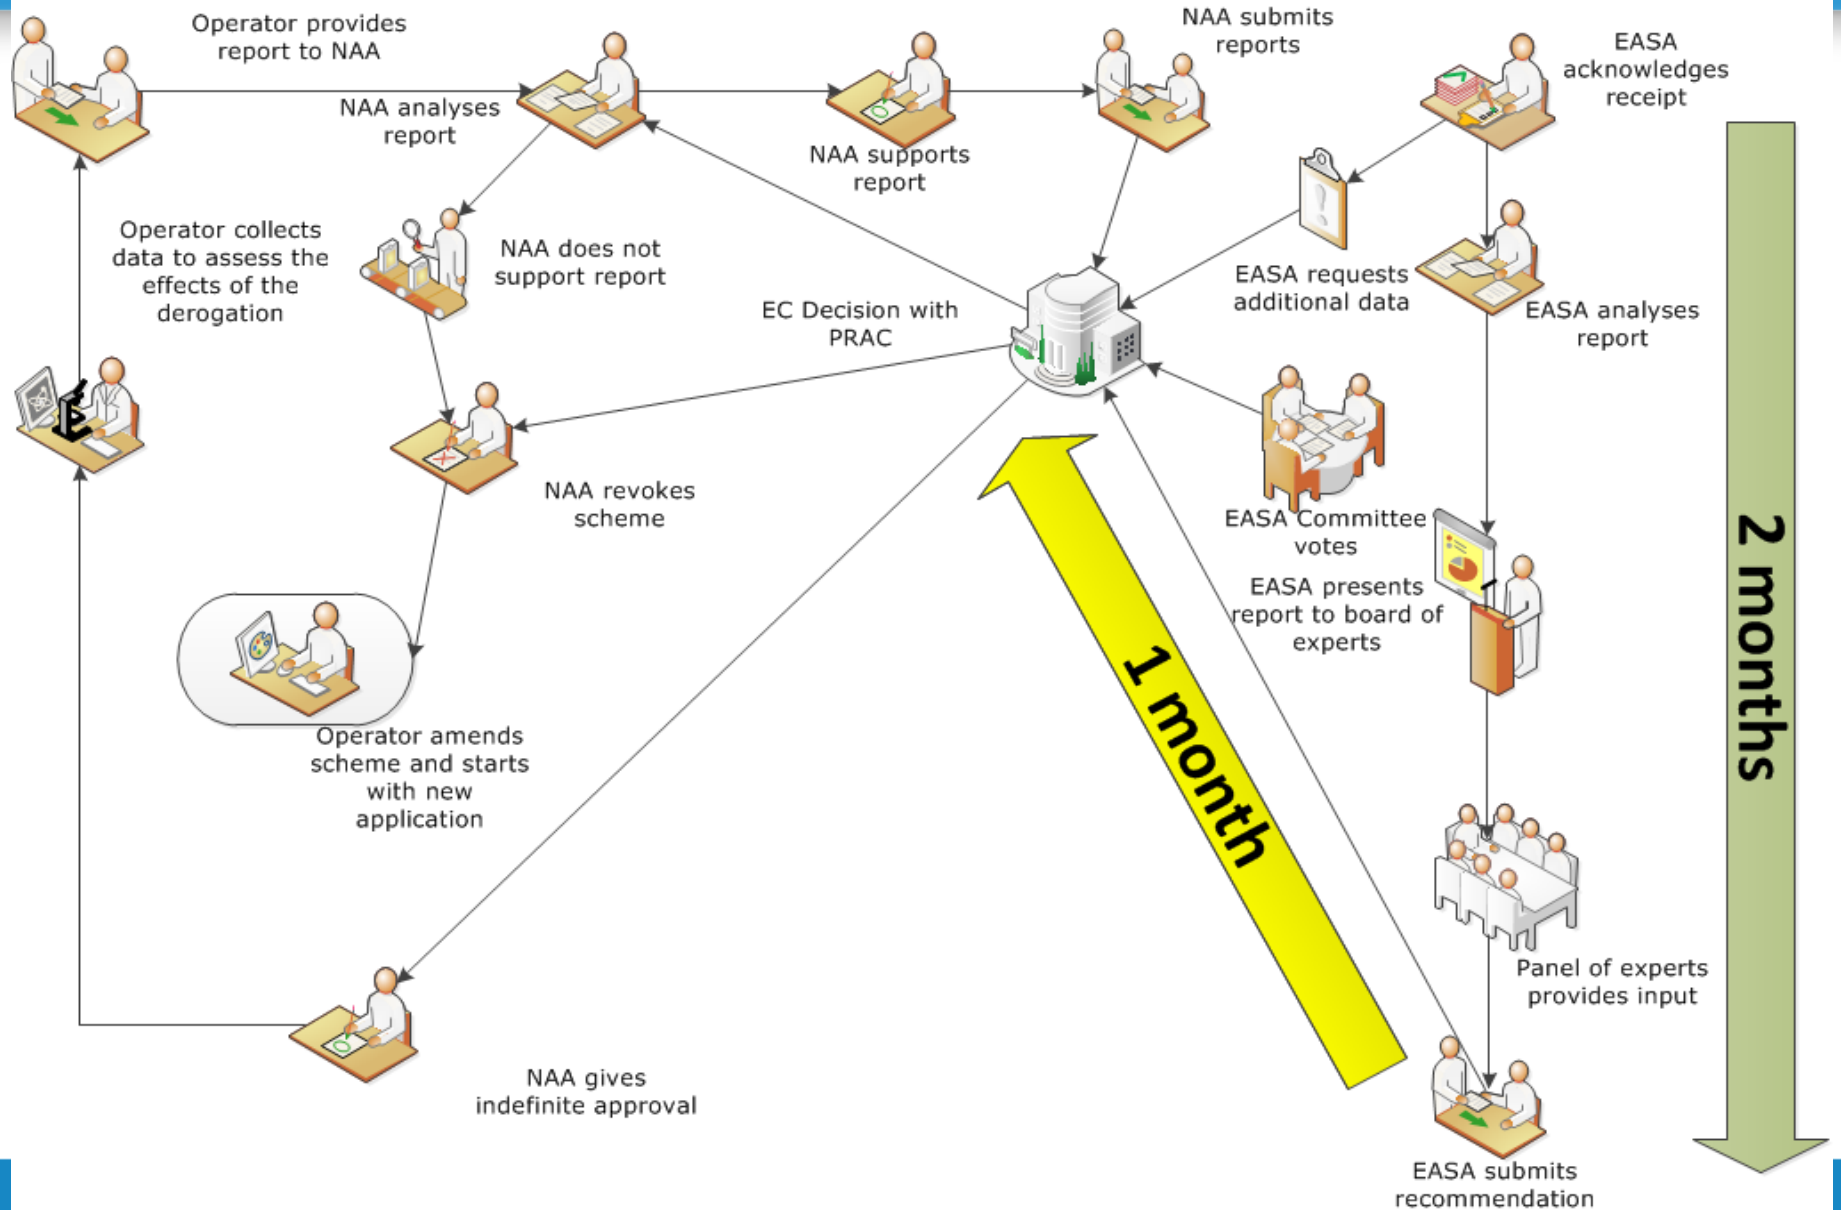 Operator provides
report to NAA
NAA analyses
report
NAA supports
report
NAA submits
reports
EASA
acknowledges
receipt
Operator collects
data to assess the
effects of the
derogation
NAA does not
support report
EC Decision with
PRAC
EASA requests
additional data
EASA analyses
report
NAA revokes
scheme
EASA Committee
votes
EASA presents
report to board of
experts
2 months
1 month
Operator amends
scheme and starts
with new
application
Panel of experts
provides input
NAA gives
indefinite approval
EASA submits
recommendation